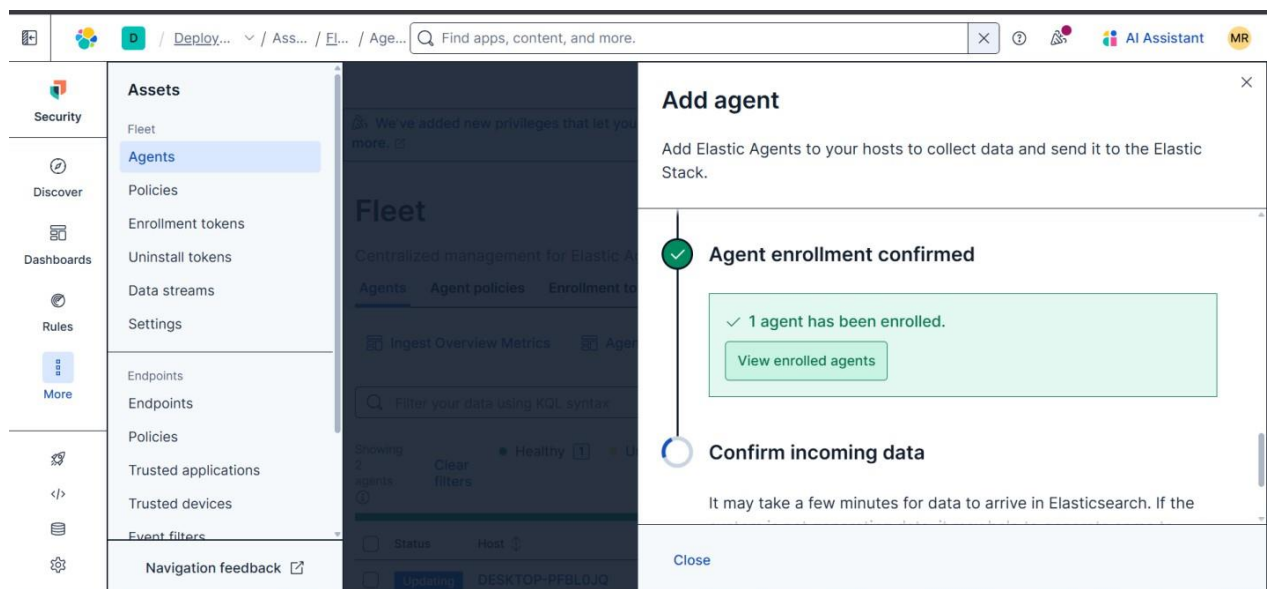 D / Deploy... / Ass... / El... / Age... Find apps, content, and more. AI Assistant MR
Security
Discover
Dashboards
Rules
More
Assets
Fleet
Agents
Policies
Enrollment tokens
Uninstall tokens
Data streams
Settings
Endpoints
Endpoints
Policies
Trusted applications
Trusted devices
Event filters
Navigation feedback
We've added new privileges that let you
more.
Fleet
Centralized management for Elastic A
Agents Agent policies Enrollment to
Ingest Overview Metrics Agen
Filter your data using KQL syntax
Showing
2
agents
Clear
filters
Healthy 1 U
Status Host
Updating DESKTOP-PFBL0JQ
Add agent
Add Elastic Agents to your hosts to collect data and send it to the Elastic
Stack.
Agent enrollment confirmed
1 agent has been enrolled.
View enrolled agents
Confirm incoming data
It may take a few minutes for data to arrive in Elasticsearch. If the
Close